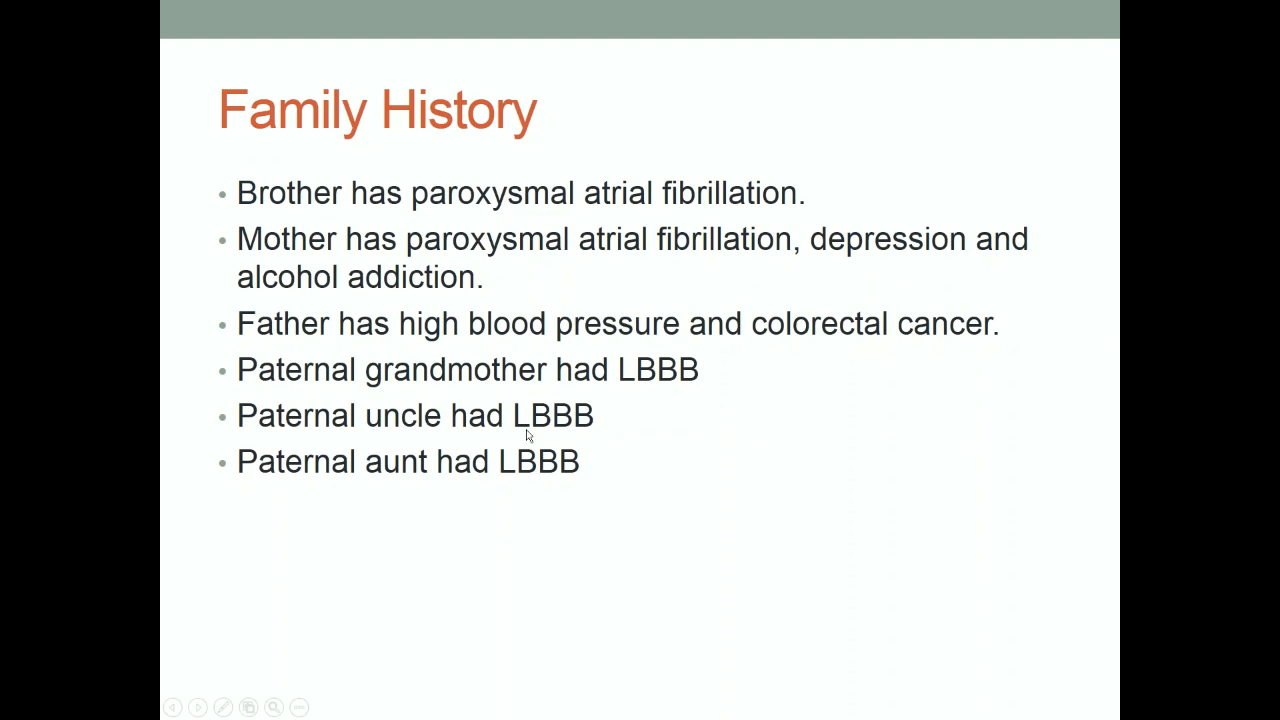 Family History
• Brother has paroxysmal atrial fibrillation.
• Mother has paroxysmal atrial fibrillation, depression and
alcohol addiction.
• Father has high blood pressure and colorectal cancer.
• Paternal grandmother had LBBB
• Paternal uncle had LBBB
• Paternal aunt had LBBB